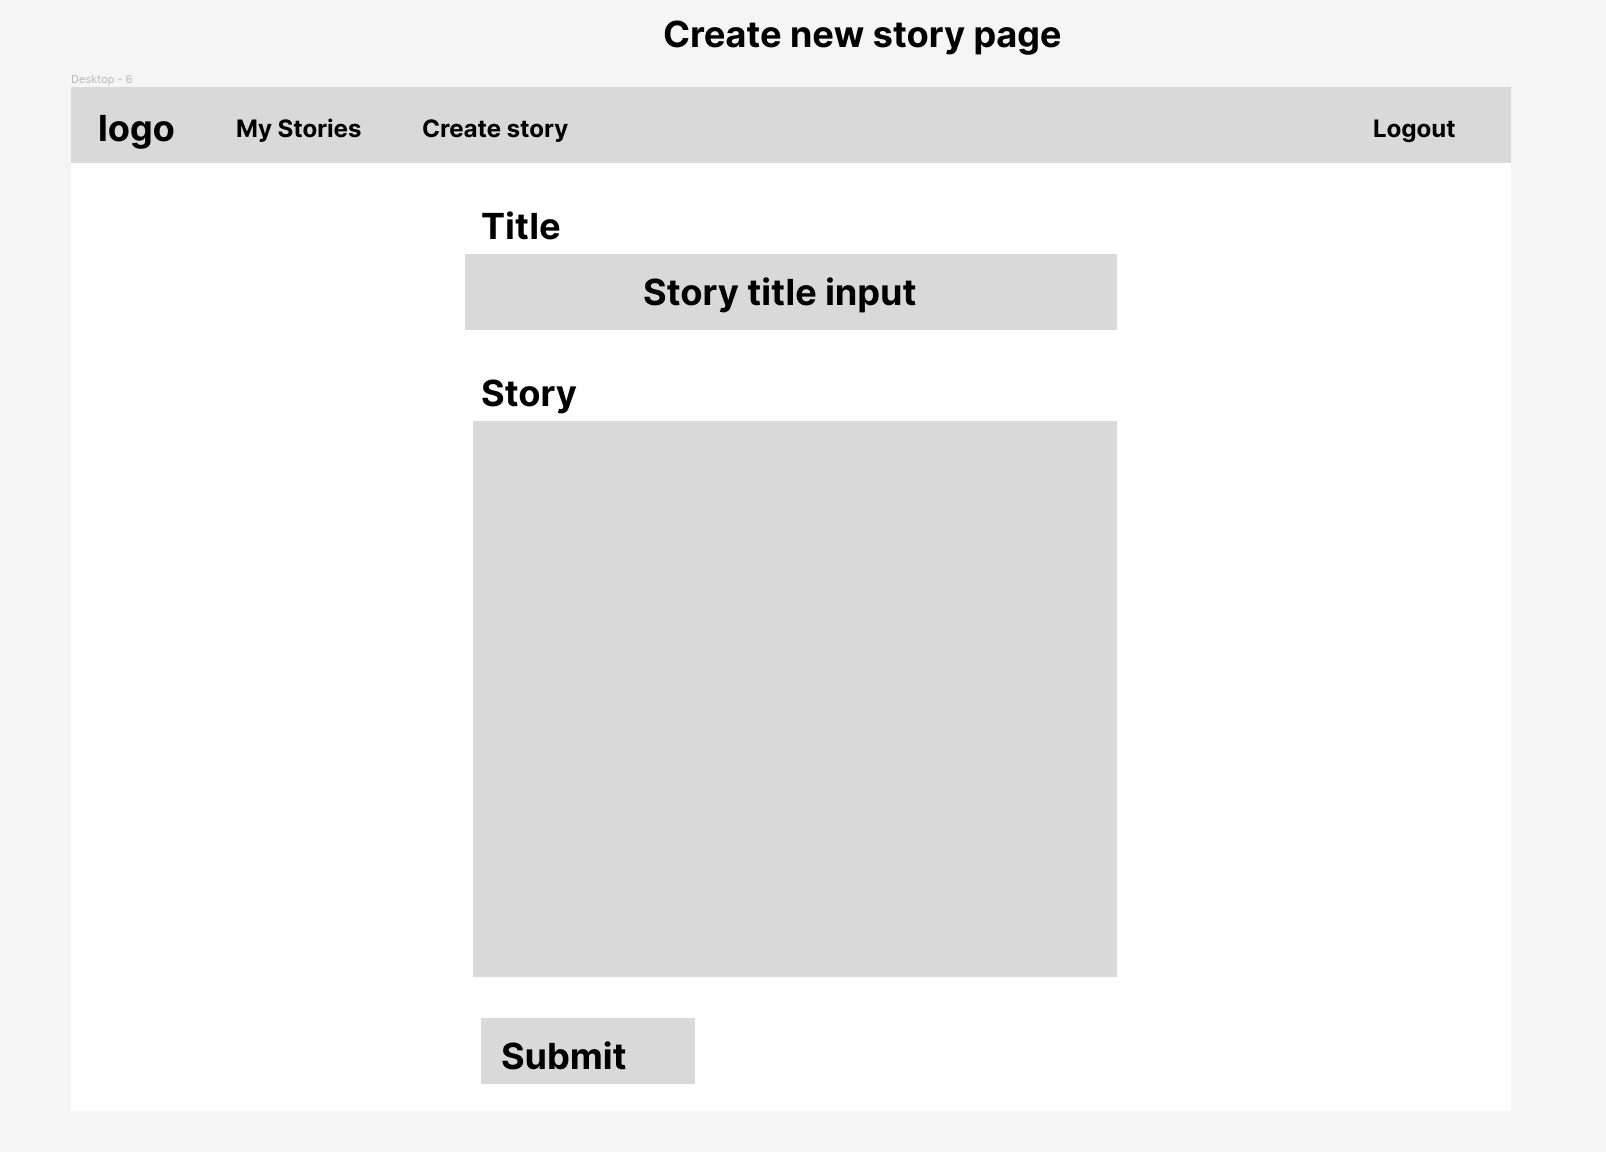 Create new story page
Desktop - 6
logo My Stories Create story Logout
Title
Story title input
Story
Submit